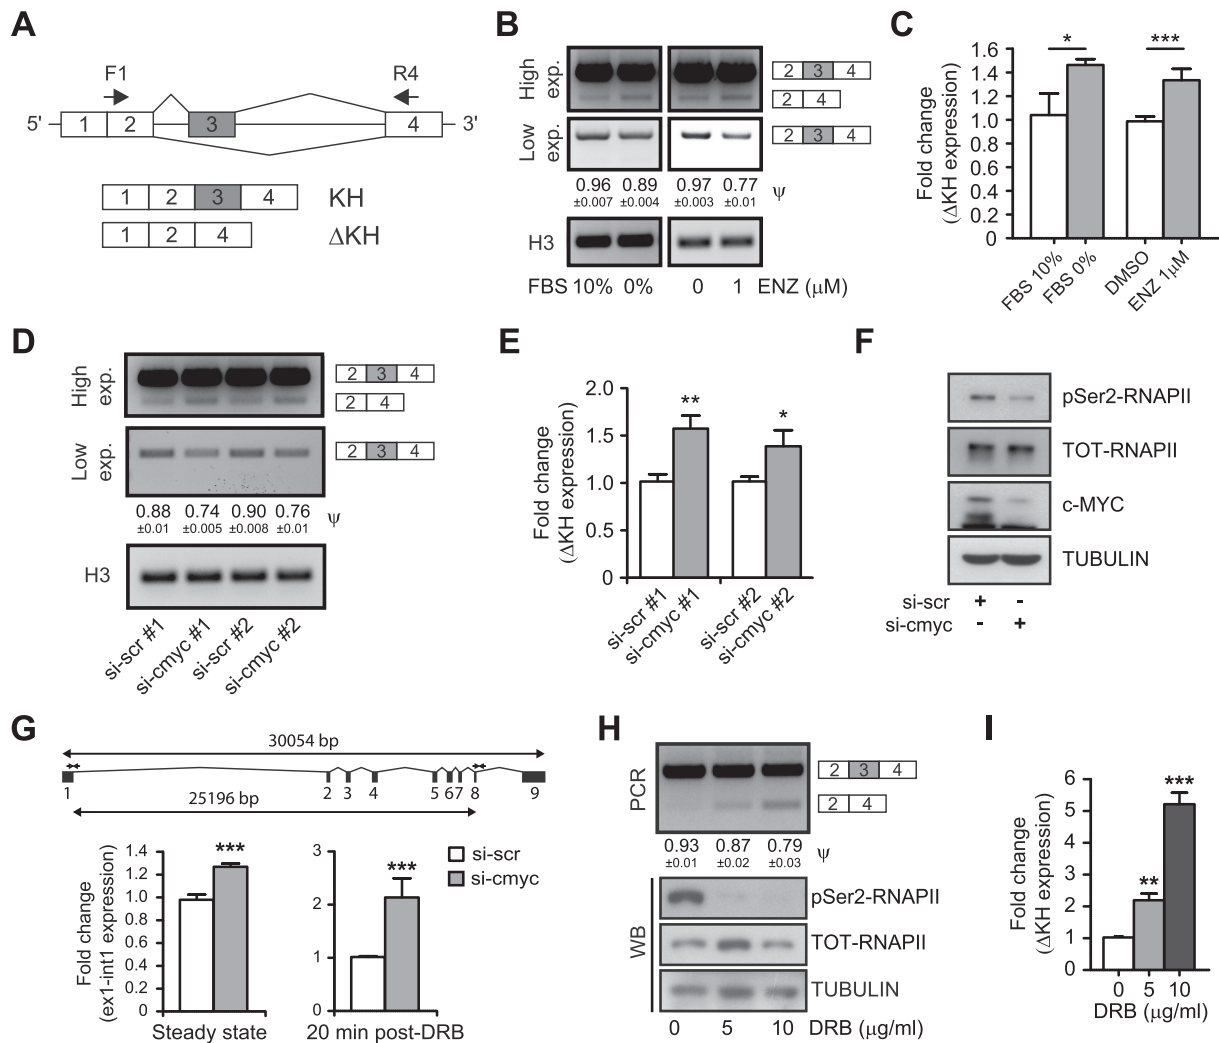 A
F1
R4
5'
1
2
3
4
3'
1 2 3 4 KH
1 2 4 ΔKH
B
High exp.
2 3 4
2 4
Low exp.
2 3 4
0.96 0.89 0.97 0.77 ψ
±0.007 ±0.004 ±0.003 ±0.01
H3
FBS 10% 0% 0 1 ENZ (μM)
C
Fold change
(ΔKH expression)
1.6
1.4
1.2
1.0
0.8
0.6
0.4
0.2
0
*
***
FBS 10%
FBS 0%
DMSO
ENZ 1μM
D
High exp.
2 3 4
2 4
Low exp.
2 3 4
0.88 0.74 0.90 0.76 ψ
±0.01 ±0.005 ±0.008 ±0.01
H3
si-scr #1
si-cmyc #1
si-scr #2
si-cmyc #2
E
Fold change
(ΔKH expression)
2.0
1.5
1.0
0.5
0
**
*
si-scr #1
si-cmyc #1
si-scr #2
si-cmyc #2
F
pSer2-RNAPII
TOT-RNAPII
c-MYC
TUBULIN
si-scr + -
si-cmyc - +
G
30054 bp
1 2 3 4 5 6 7 8 9
25196 bp
Fold change
(ex1-int1 expression)
1.4
1.2
1.0
0.8
0.6
0.4
0.2
0
***
Steady state
3
2
1
0
***
20 min post-DRB
si-scr
si-cmyc
H
PCR
2 3 4
2 4
0.93 0.87 0.79 ψ
±0.01 ±0.02 ±0.03
WB
pSer2-RNAPII
TOT-RNAPII
TUBULIN
0 5 10 DRB (μg/ml)
I
Fold change
(ΔKH expression)
6
5
4
3
2
1
0
**
***
0 5 10
DRB (μg/ml)